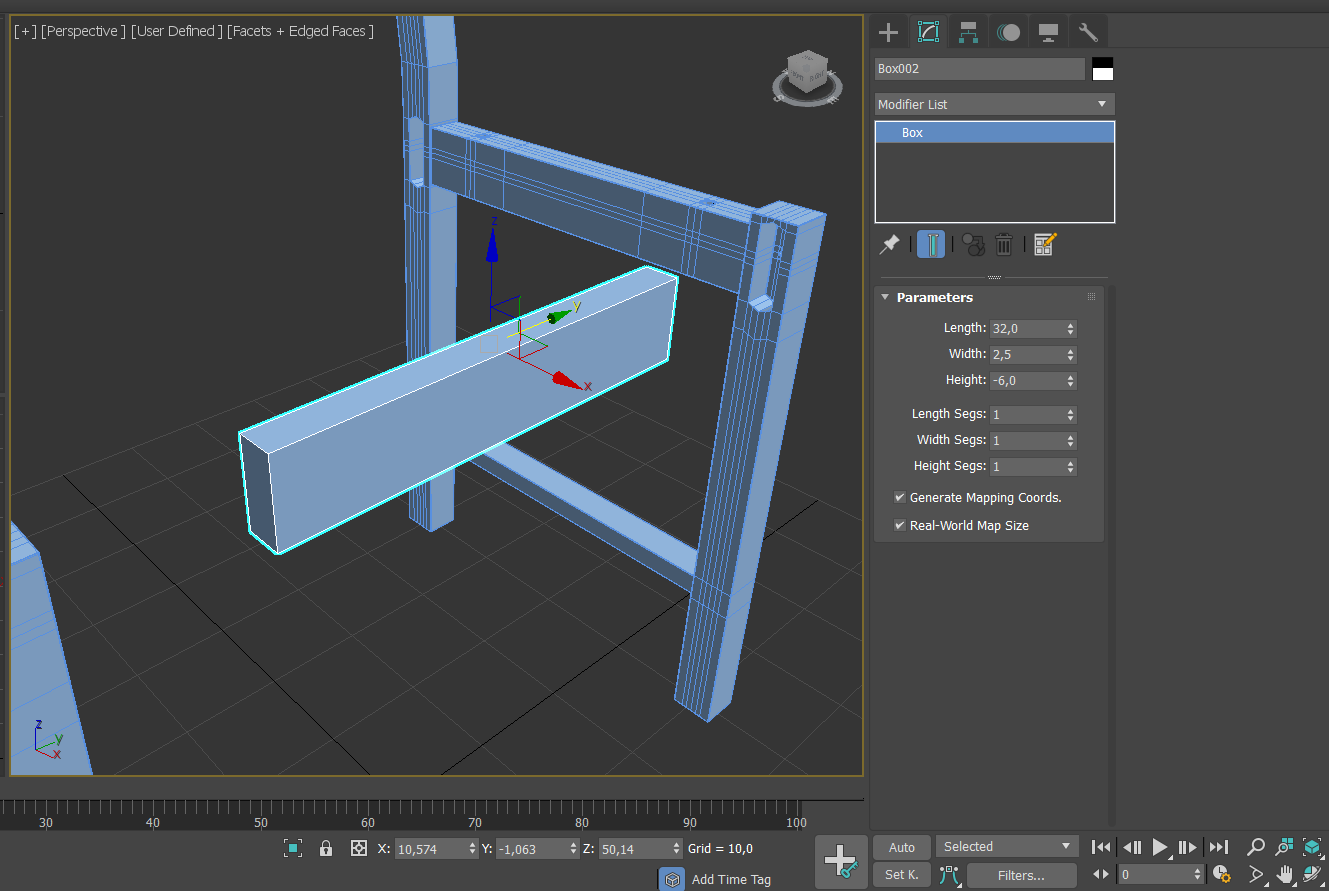 [+] [Perspective ] [User Defined ] [Facets + Edged Faces ]
Box002
Modifier List
Box
Parameters
Length: 32,0
Width: 2,5
Height: -6,0
Length Segs: 1
Width Segs: 1
Height Segs: 1
Generate Mapping Coords.
Real-World Map Size
z
y
x
z
y
x
30 40 50 60 70 80 90 100
X: 10,574 Y: -1,063 Z: 50,14 Grid = 10,0
Auto Selected
Add Time Tag
Set K. Filters... 0